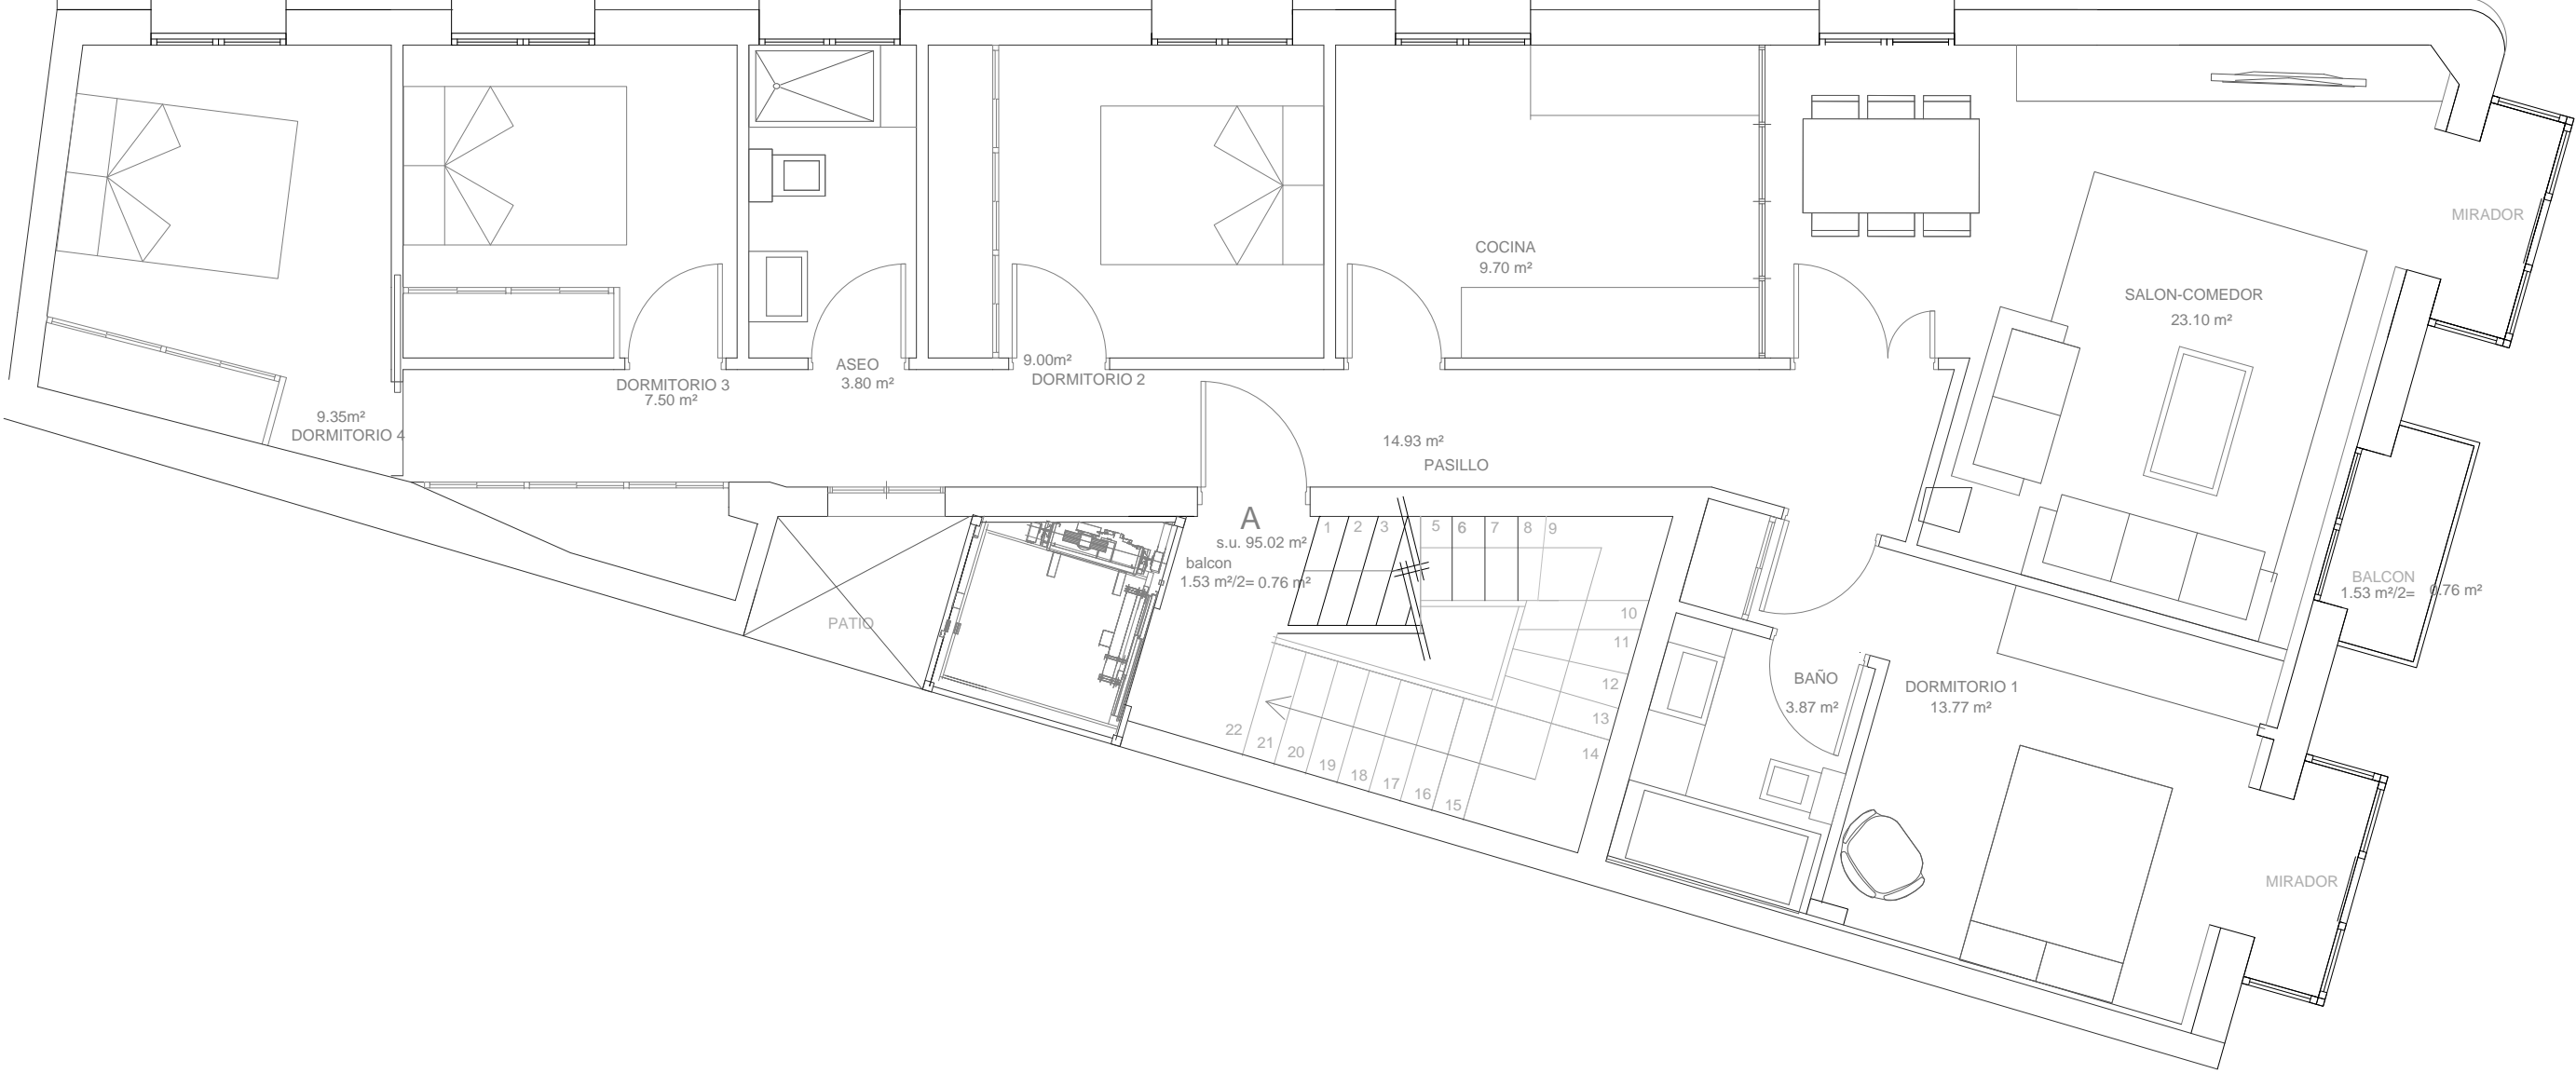 MIRADOR
COCINA
9.70 m²
SALON-COMEDOR
23.10 m²
9.00m²
DORMITORIO 2
ASEO
3.80 m²
DORMITORIO 3
7.50 m²
9.35m²
DORMITORIO 4
14.93 m²
PASILLO
A
s.u. 95.02 m²
balcon
1.53 m²/2= 0.76 m²
1 2 3 5 6 7 8 9
BALCON
1.53 m²/2= 0.76 m²
PATIO
10
11
12
13
14
22 21 20 19 18 17 16 15
BAÑO
3.87 m²
DORMITORIO 1
13.77 m²
MIRADOR